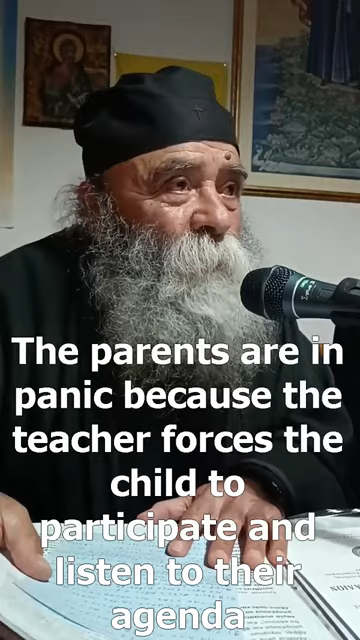 The parents are in
panic because the
teacher forces the
child to
participate and
listen to their
agenda